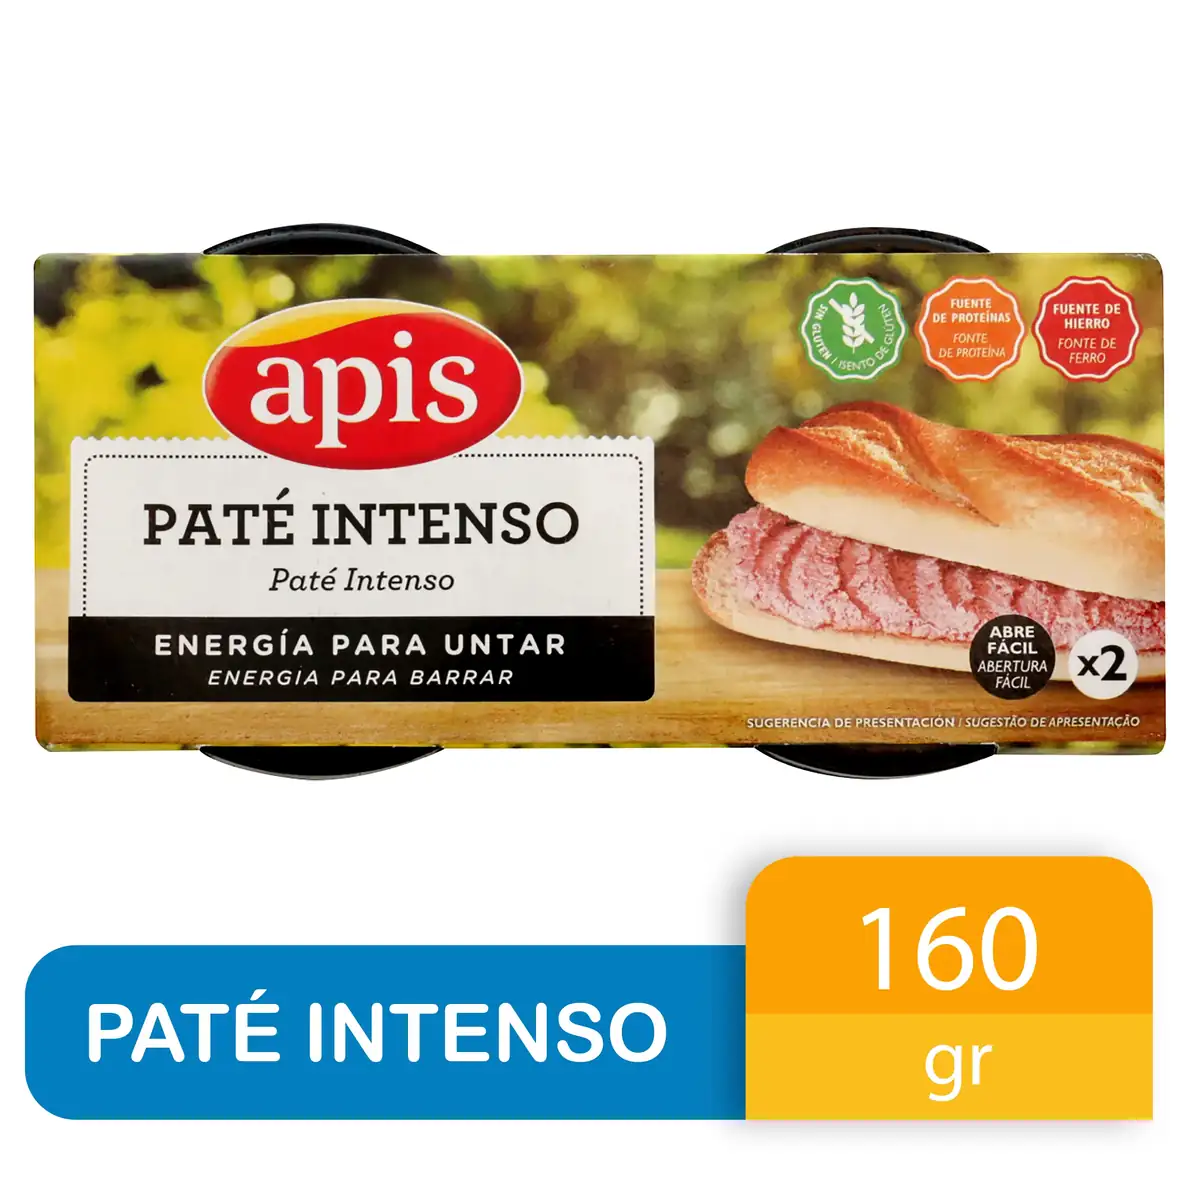 apis
PATÉ INTENSO
Paté Intenso
ENERGÍA PARA UNTAR
ENERGIA PARA BARRAR
SIN GLUTEN / ISENTO DE GLÚTEN
FUENTE
DE PROTEÍNAS
FONTE
DE PROTEÍNA
FUENTE DE
HIERRO
FONTE DE
FERRO
ABRE
FÁCIL
ABERTURA
FÁCIL
x2
SUGERENCIA DE PRESENTACIÓN / SUGESTÃO DE APRESENTAÇÃO
PATÉ INTENSO
160
gr